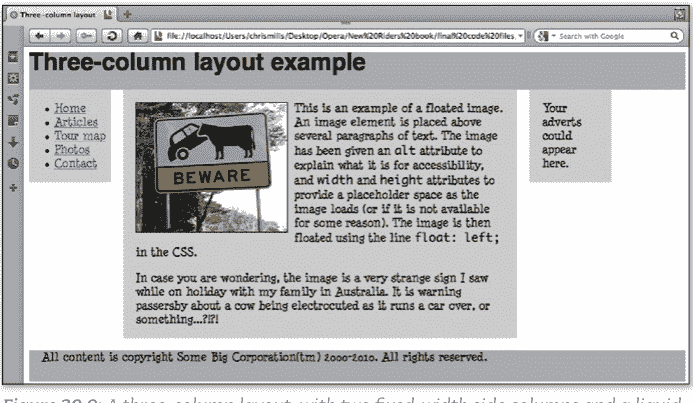 Three-column layout
file://localhost/Users/chrismills/Desktop/Opera/New%20Riders%20book/final%20code%20files,
Search with Google
Three-column layout example
Home
Articles
Tour map
Photos
Contact
BEWARE
This is an example of a floated image.
An image element is placed above
several paragraphs of text. The image
has been given an alt attribute to
explain what it is for accessibility,
and width and height attributes to
provide a placeholder space as the
image loads (or if it is not available
for some reason). The image is then
floated using the line float: left;
in the CSS.
In case you are wondering, the image is a very strange sign I saw
while on holiday with my family in Australia. It is warning
passersby about a cow being electrocuted as it runs a car over, or
something...?!?!
Your
adverts
could
appear
here.
All content is copyright Some Big Corporation(tm) 2000-2010. All rights reserved.
A three-column layout, with two fixed-width side columns and a liquid